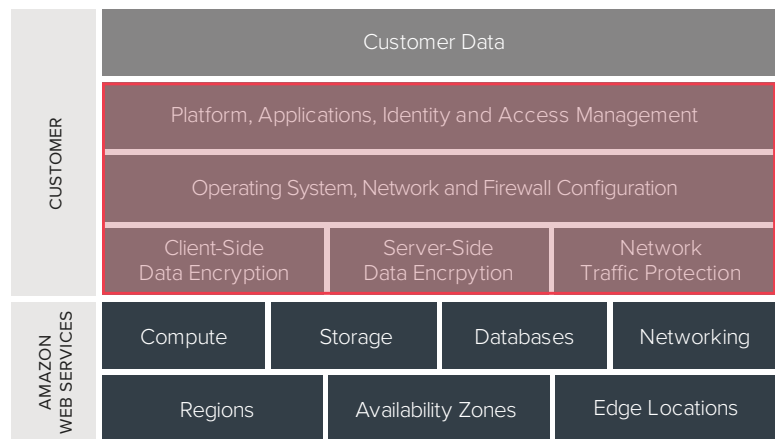 Customer Data
CUSTOMER
Platform, Applications, Identity and Access Management
Operating System, Network and Firewall Configuration
Client-Side
Data Encryption
Server-Side
Data Encrpytion
Network
Traffic Protection
AMAZON
WEB SERVICES
Compute
Storage
Databases
Networking
Regions
Availability Zones
Edge Locations